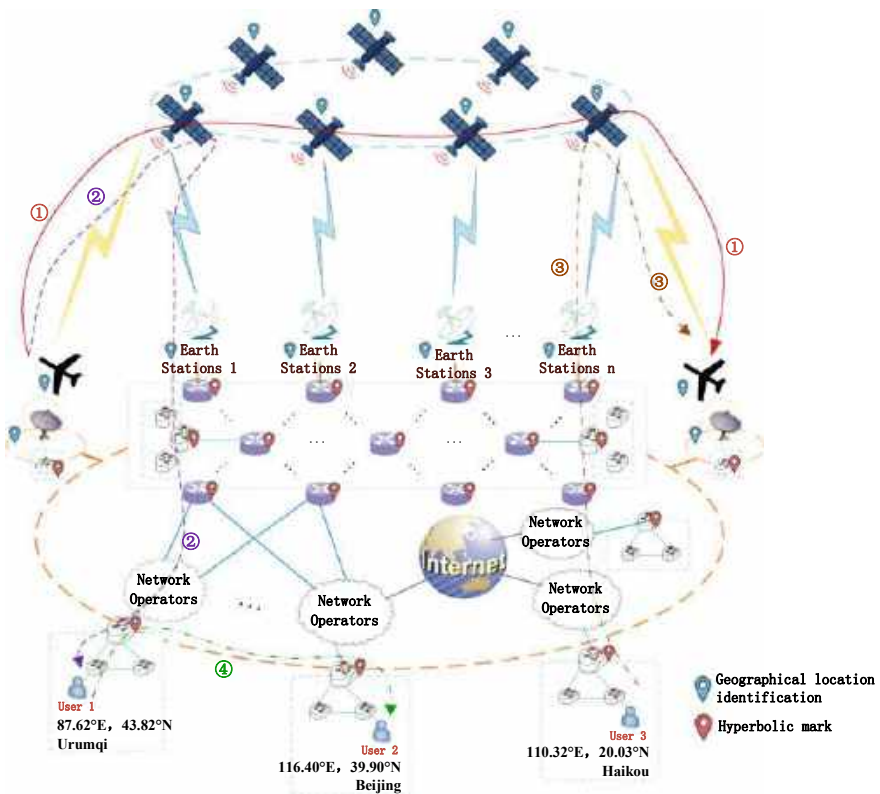 ①
②
①
③
③
...
Earth
Stations 1
Earth
Stations 2
Earth
Stations 3
Earth
Stations n
...
...
...
...
②
Network
Operators
Internet
Network
Operators
Network
Operators
...
Network
Operators
④
User 1
87.62°E, 43.82°N
Urumqi
User 2
116.40°E, 39.90°N
Beijing
User 3
110.32°E, 20.03°N
Haikou
Geographical location
identification
Hyperbolic mark